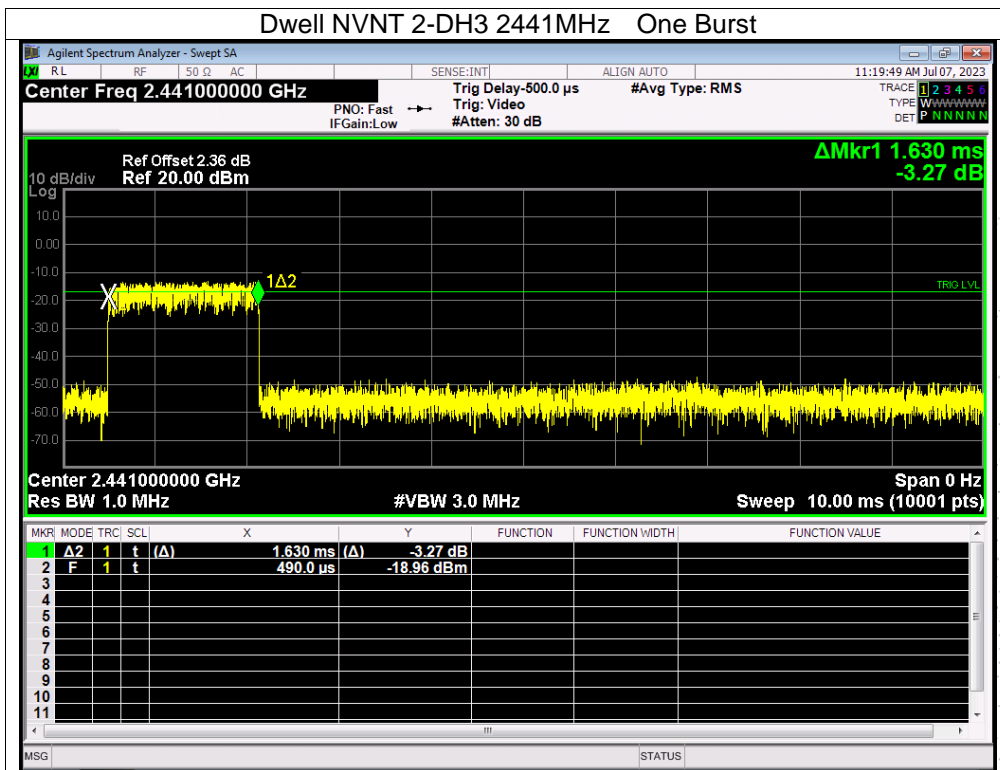 Dwell NVNT 2-DH3 2441MHz One Burst
Agilent Spectrum Analyzer - Swept SA
LXI RL RF 50 Ω AC SENSE:INT ALIGN AUTO 11:19:49 AM Jul 07, 2023
Center Freq 2.441000000 GHz Trig Delay-500.0 µs #Avg Type: RMS TRACE 1 2 3 4 5 6
PNO: Fast Trig: Video TYPE WWWWWW
IFGain:Low #Atten: 30 dB DET P N N N N N
ΔMkr1 1.630 ms
-3.27 dB
Ref Offset 2.36 dB
10 dB/div Ref 20.00 dBm
Log
10.0
0.00
-10.0
1Δ2
TRIG LVL
-20.0
-30.0
-40.0
-50.0
-60.0
-70.0
Center 2.441000000 GHz Span 0 Hz
Res BW 1.0 MHz #VBW 3.0 MHz Sweep 10.00 ms (10001 pts)
MKR MODE TRC SCL X Y FUNCTION FUNCTION WIDTH FUNCTION VALUE
1 Δ2 1 t (Δ) 1.630 ms (Δ) -3.27 dB
2 F 1 t 490.0 µs -18.96 dBm
3
4
5
6
7
8
9
10
11
MSG STATUS